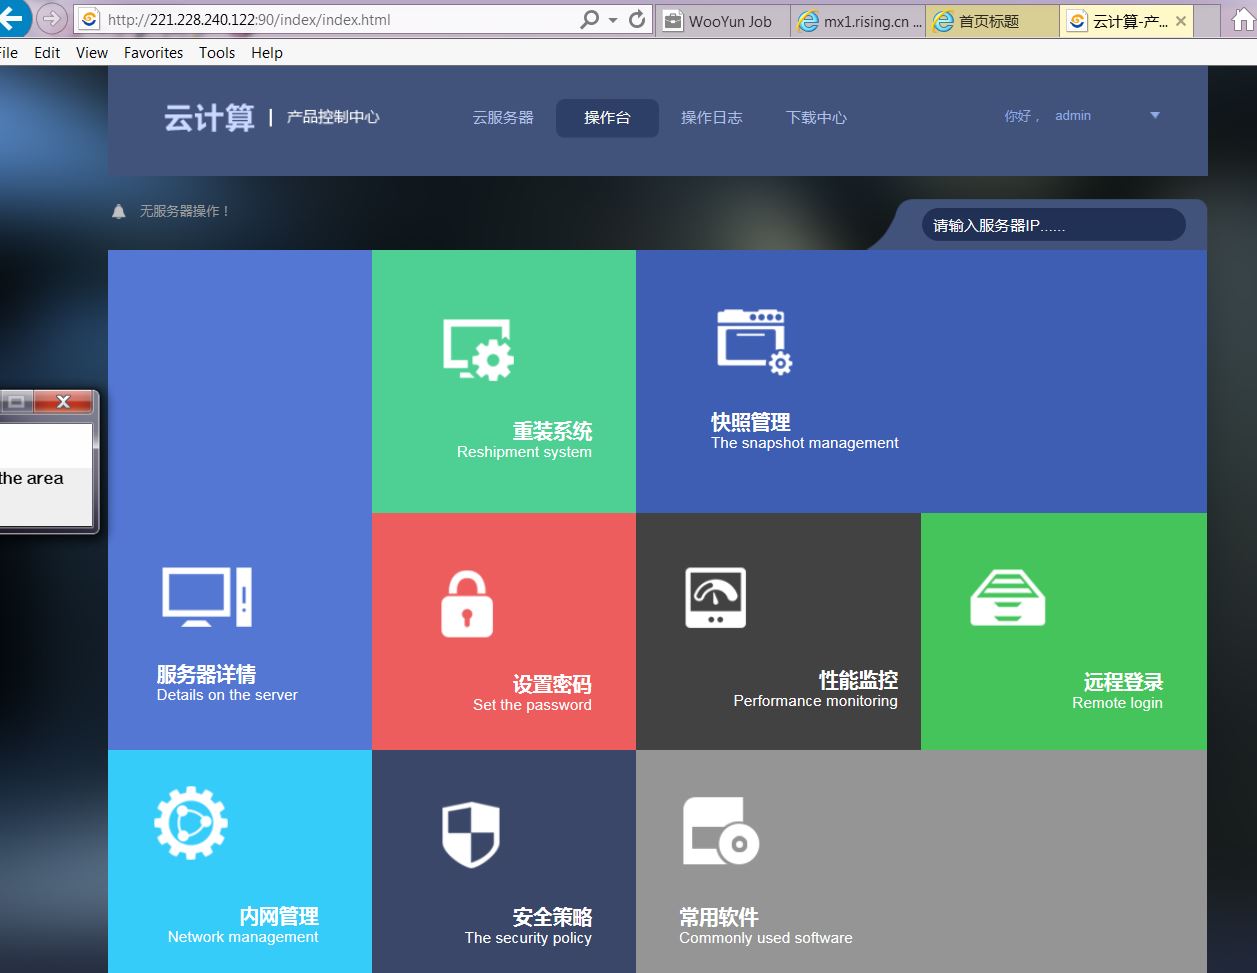 http://221.228.240.122:90/index/index.html
WooYun Job
mx1.rising.cn ...
首页标题
云计算-产...
File Edit View Favorites Tools Help
云计算 | 产品控制中心
云服务器
操作台
操作日志
下载中心
你好， admin
无服务器操作！
请输入服务器IP......
重装系统
Reshipment system
快照管理
The snapshot management
the area
服务器详情
Details on the server
设置密码
Set the password
性能监控
Performance monitoring
远程登录
Remote login
内网管理
Network management
安全策略
The security policy
常用软件
Commonly used software